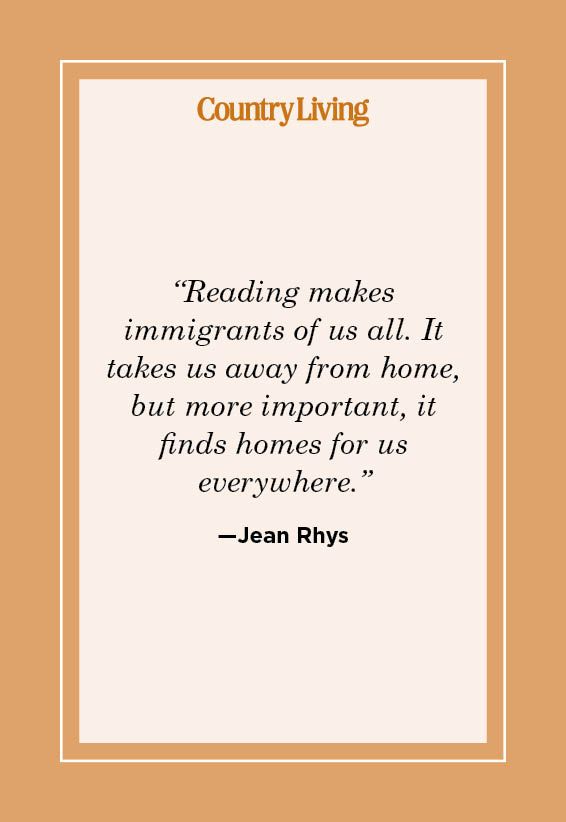 Country Living
“Reading makes
immigrants of us all. It
takes us away from home,
but more important, it
finds homes for us
everywhere.”
—Jean Rhys